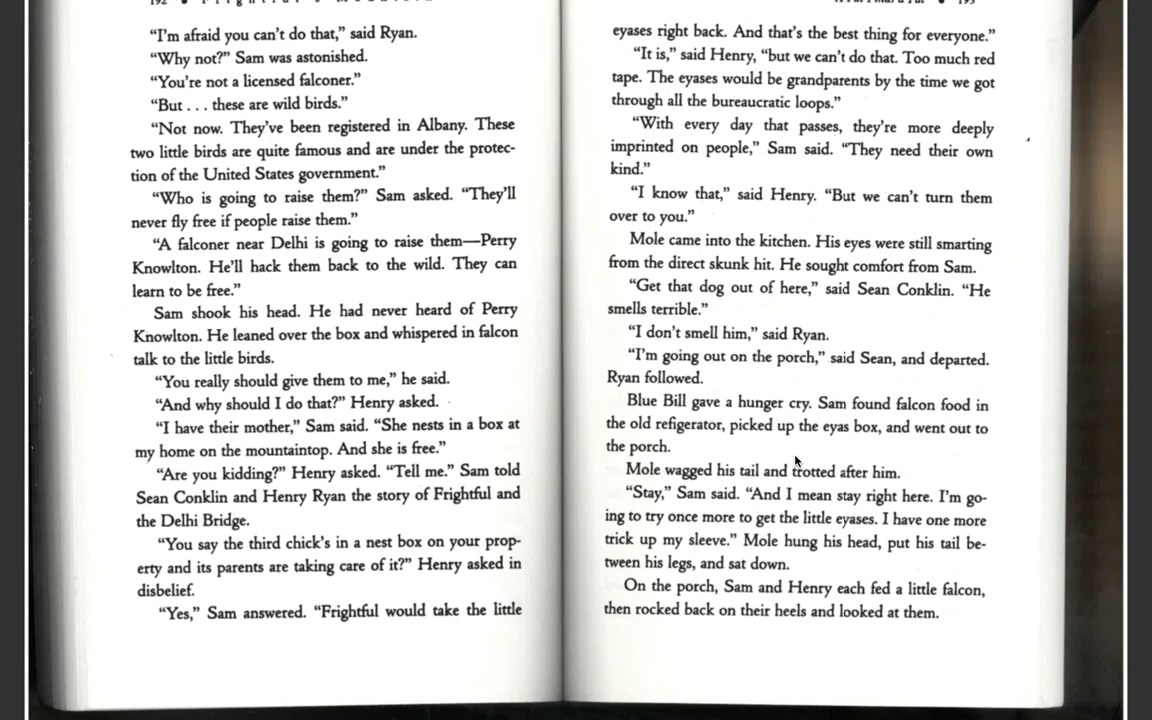 "I'm afraid you can't do that," said Ryan.
"Why not?" Sam was astonished.
"You're not a licensed falconer."
"But . . . these are wild birds."
"Not now. They've been registered in Albany. These
two little birds are quite famous and are under the protec-
tion of the United States government."
"Who is going to raise them?" Sam asked. "They'll
never fly free if people raise them."
"A falconer near Delhi is going to raise them—Perry
Knowlton. He'll hack them back to the wild. They can
learn to be free."
Sam shook his head. He had never heard of Perry
Knowlton. He leaned over the box and whispered in falcon
talk to the little birds.
"You really should give them to me," he said.
"And why should I do that?" Henry asked.
"I have their mother," Sam said. "She nests in a box at
my home on the mountaintop. And she is free."
"Are you kidding?" Henry asked. "Tell me." Sam told
Sean Conklin and Henry Ryan the story of Frightful and
the Delhi Bridge.
"You say the third chick's in a nest box on your prop-
erty and its parents are taking care of it?" Henry asked in
disbelief.
"Yes," Sam answered. "Frightful would take the little
eyases right back. And that's the best thing for everyone."
"It is," said Henry, "but we can't do that. Too much red
tape. The eyases would be grandparents by the time we got
through all the bureaucratic loops."
"With every day that passes, they're more deeply
imprinted on people," Sam said. "They need their own
kind."
"I know that," said Henry. "But we can't turn them
over to you."
Mole came into the kitchen. His eyes were still smarting
from the direct skunk hit. He sought comfort from Sam.
"Get that dog out of here," said Sean Conklin. "He
smells terrible."
"I don't smell him," said Ryan.
"I'm going out on the porch," said Sean, and departed.
Ryan followed.
Blue Bill gave a hunger cry. Sam found falcon food in
the old refigerator, picked up the eyas box, and went out to
the porch.
Mole wagged his tail and trotted after him.
"Stay," Sam said. "And I mean stay right here. I'm go-
ing to try once more to get the little eyases. I have one more
trick up my sleeve." Mole hung his head, put his tail be-
tween his legs, and sat down.
On the porch, Sam and Henry each fed a little falcon,
then rocked back on their heels and looked at them.